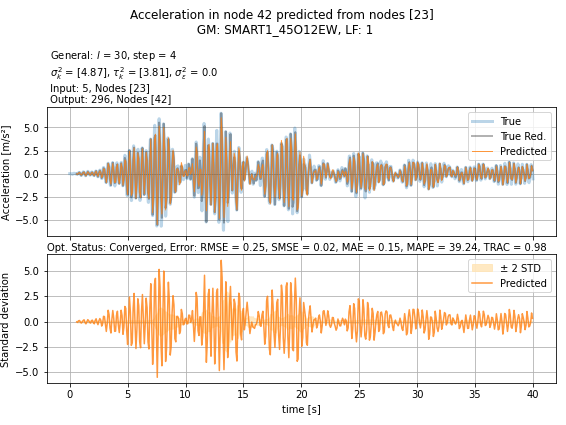 Acceleration in node 42 predicted from nodes [23]
GM: SMART1_45O12EW, LF: 1
General: l = 30, step = 4
σ²ₖ = [4.87], τ²ₖ = [3.81], σ²ε = 0.0
Input: 5, Nodes [23]
Output: 296, Nodes [42]
Acceleration [m/s²]
5.0
2.5
0.0
−2.5
−5.0
True
True Red.
Predicted
Opt. Status: Converged, Error: RMSE = 0.25, SMSE = 0.02, MAE = 0.15, MAPE = 39.24, TRAC = 0.98
Standard deviation
5.0
2.5
0.0
−2.5
−5.0
± 2 STD
Predicted
0 5 10 15 20 25 30 35 40
time [s]